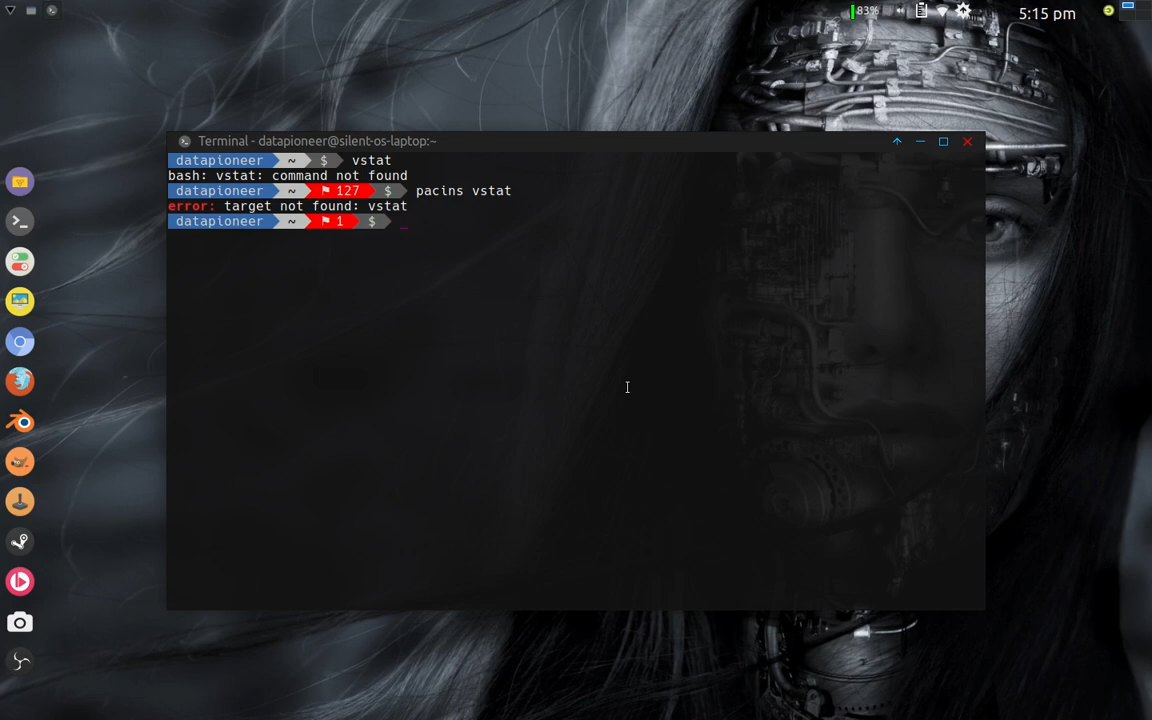 83%
5:15 pm
Terminal - datapioneer@silent-os-laptop:~
datapioneer ~ $ vstat
bash: vstat: command not found
datapioneer ~ ⚑ 127 $ pacins vstat
error: target not found: vstat
datapioneer ~ ⚑ 1 $ _